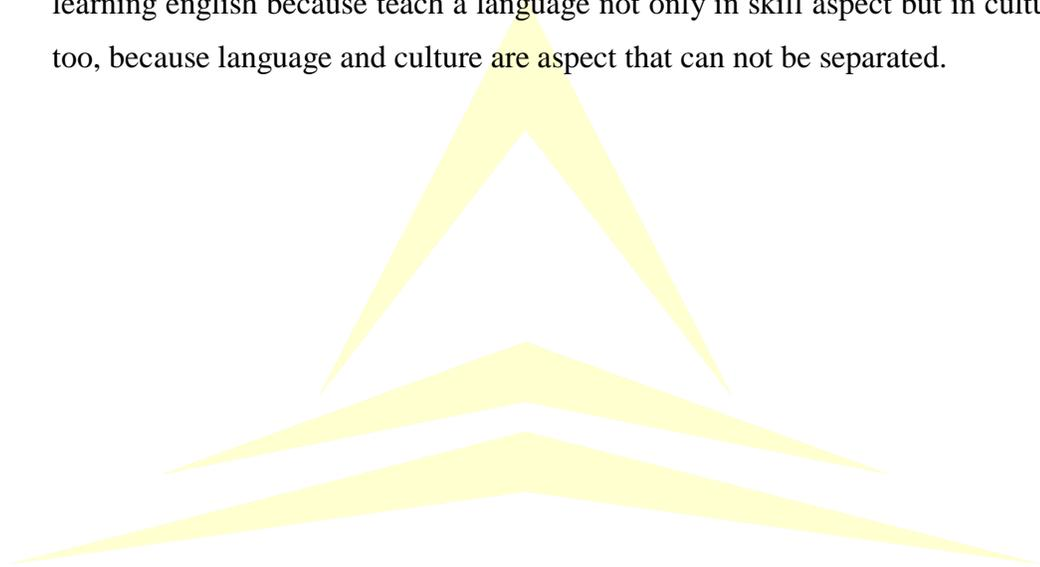 learning english because teach a language not only in skill aspect but in
too, because language and culture are aspect that can not be separated.